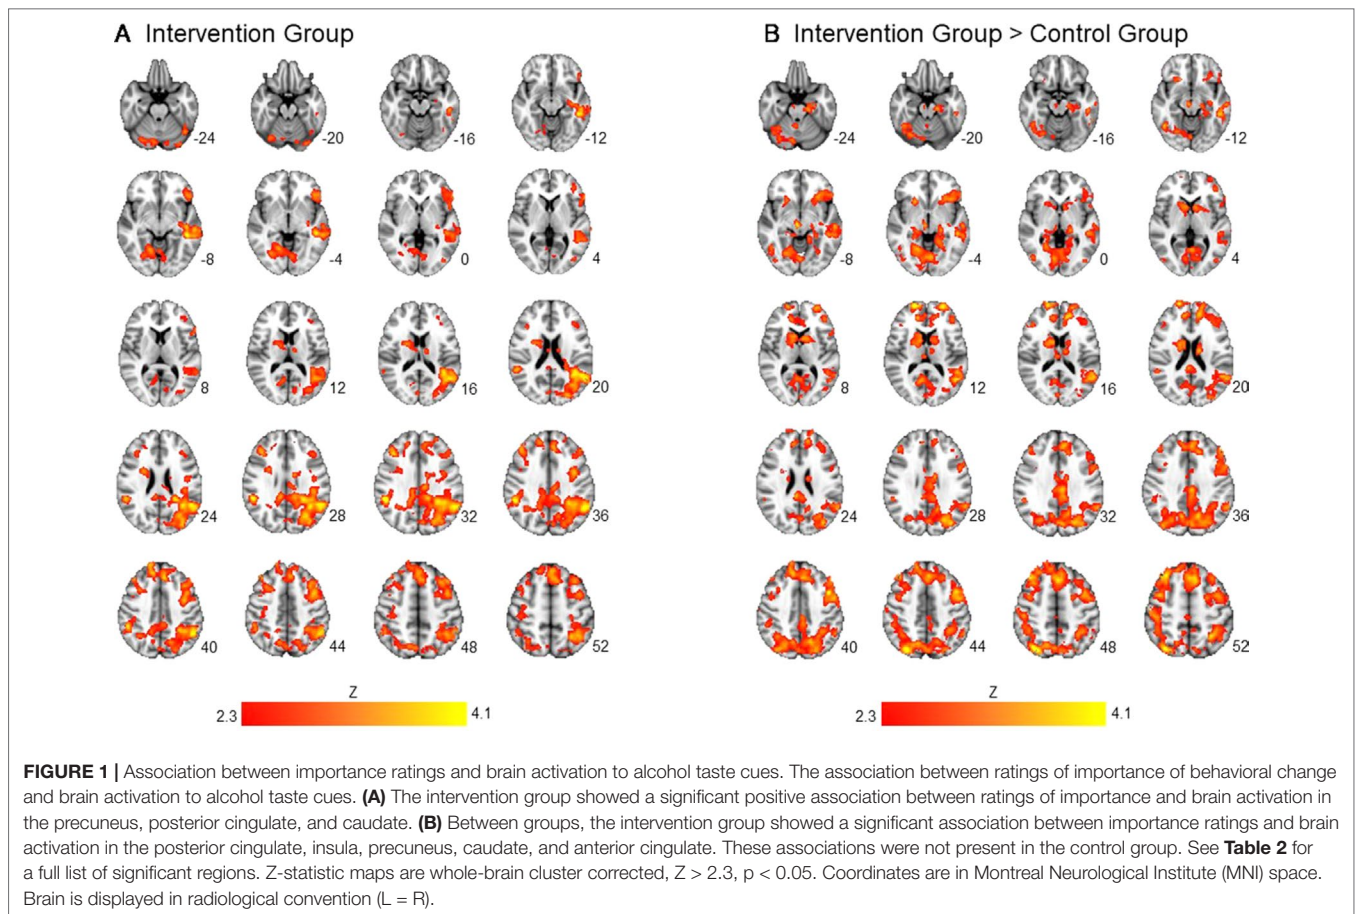 A Intervention Group
B Intervention Group > Control Group
-24 -20 -16 -12
-24 -20 -16 -12
-8 -4 0 4
-8 -4 0 4
8 12 16 20
8 12 16 20
24 28 32 36
24 28 32 36
40 44 48 52
40 44 48 52
Z
2.3 4.1
Z
2.3 4.1
FIGURE 1 | Association between importance ratings and brain activation to alcohol taste cues. The association between ratings of importance of behavioral change
and brain activation to alcohol taste cues. (A) The intervention group showed a significant positive association between ratings of importance and brain activation in
the precuneus, posterior cingulate, and caudate. (B) Between groups, the intervention group showed a significant association between importance ratings and brain
activation in the posterior cingulate, insula, precuneus, caudate, and anterior cingulate. These associations were not present in the control group. See Table 2 for
a full list of significant regions. Z-statistic maps are whole-brain cluster corrected, Z > 2.3, p < 0.05. Coordinates are in Montreal Neurological Institute (MNI) space.
Brain is displayed in radiological convention (L = R).